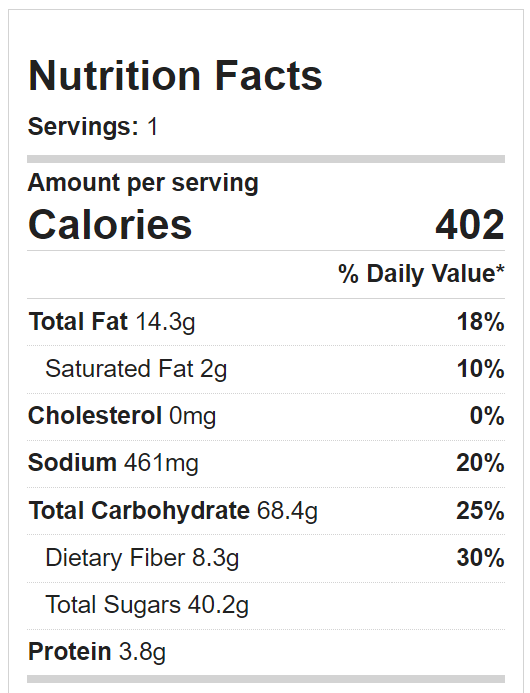 Nutrition Facts
Servings: 1
Amount per serving
Calories 402
% Daily Value*
Total Fat 14.3g 18%
Saturated Fat 2g 10%
Cholesterol 0mg 0%
Sodium 461mg 20%
Total Carbohydrate 68.4g 25%
Dietary Fiber 8.3g 30%
Total Sugars 40.2g
Protein 3.8g